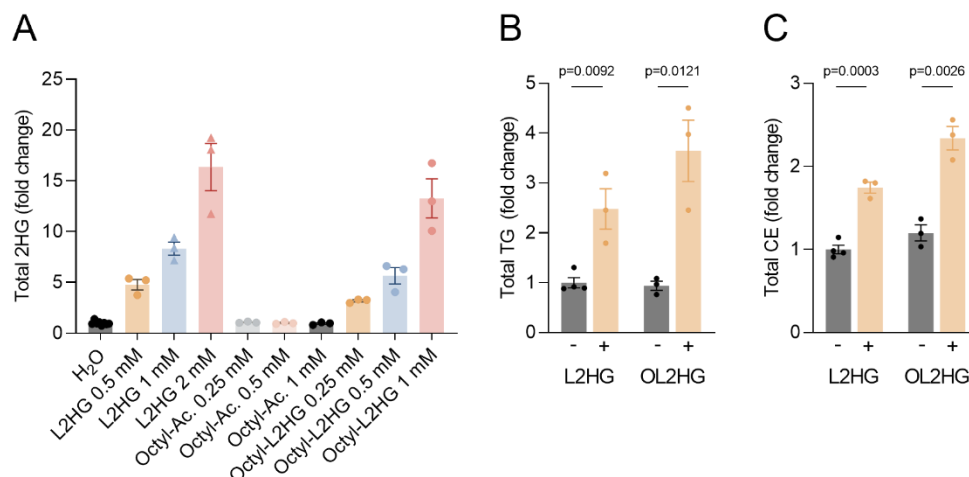 A
Total 2HG (fold change)
25
20
15
10
5
0
H₂O
L2HG 0.5 mM
L2HG 1 mM
L2HG 2 mM
Octyl-Ac. 0.25 mM
Octyl-Ac. 0.5 mM
Octyl-Ac. 1 mM
Octyl-L2HG 0.25 mM
Octyl-L2HG 0.5 mM
Octyl-L2HG 1 mM
B
p=0.0092 p=0.0121
Total TG (fold change)
5
4
3
2
1
0
- + - +
L2HG OL2HG
C
p=0.0003 p=0.0026
Total CE (fold change)
3
2
1
0
- + - +
L2HG OL2HG